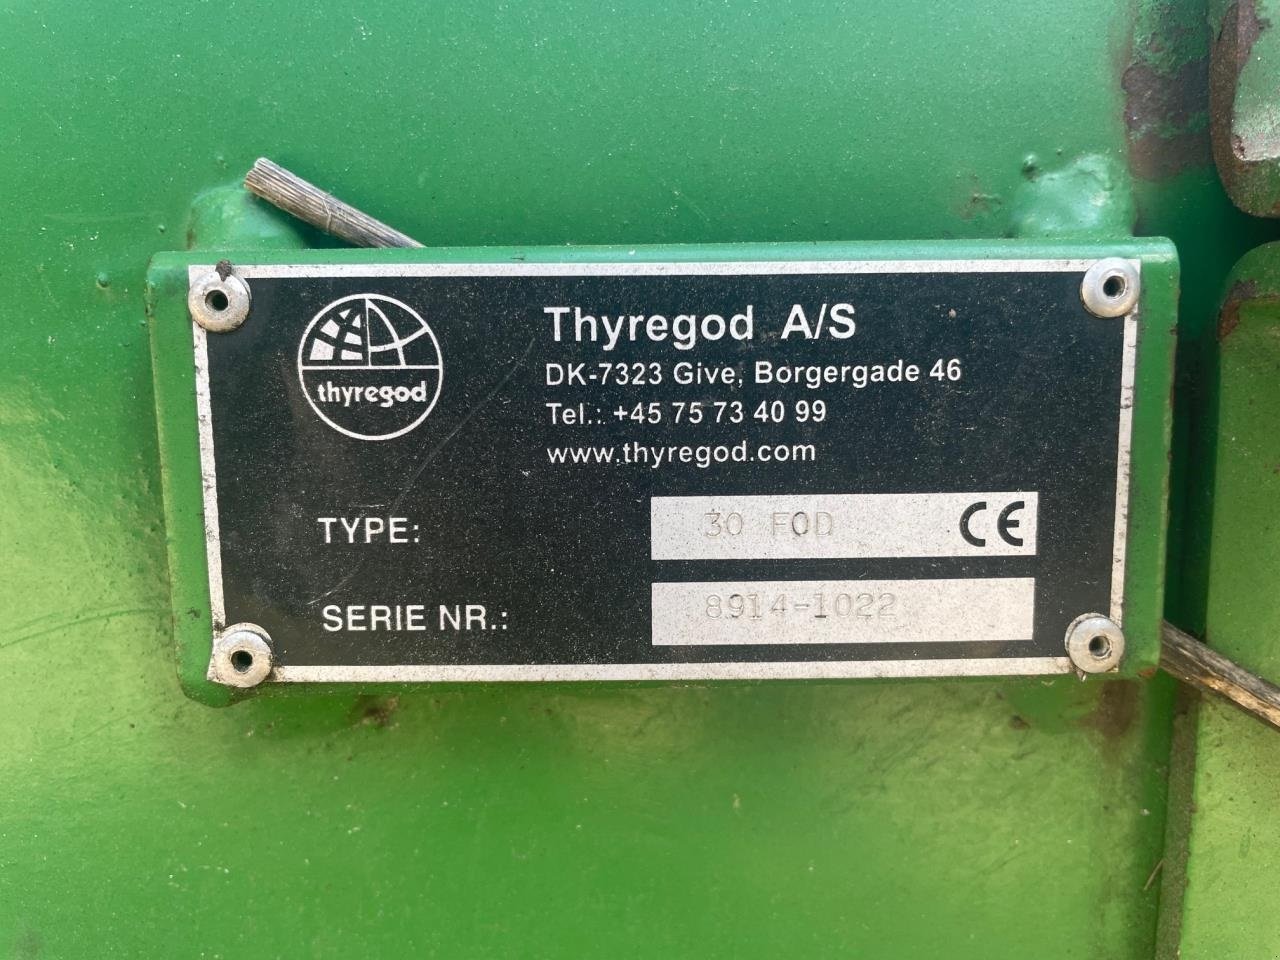 thyregod
Thyregod A/S
DK-7323 Give, Borgergade 46
Tel.: +45 75 73 40 99
www.thyregod.com
TYPE: 30 FOD CE
SERIE NR.: 8914-1022